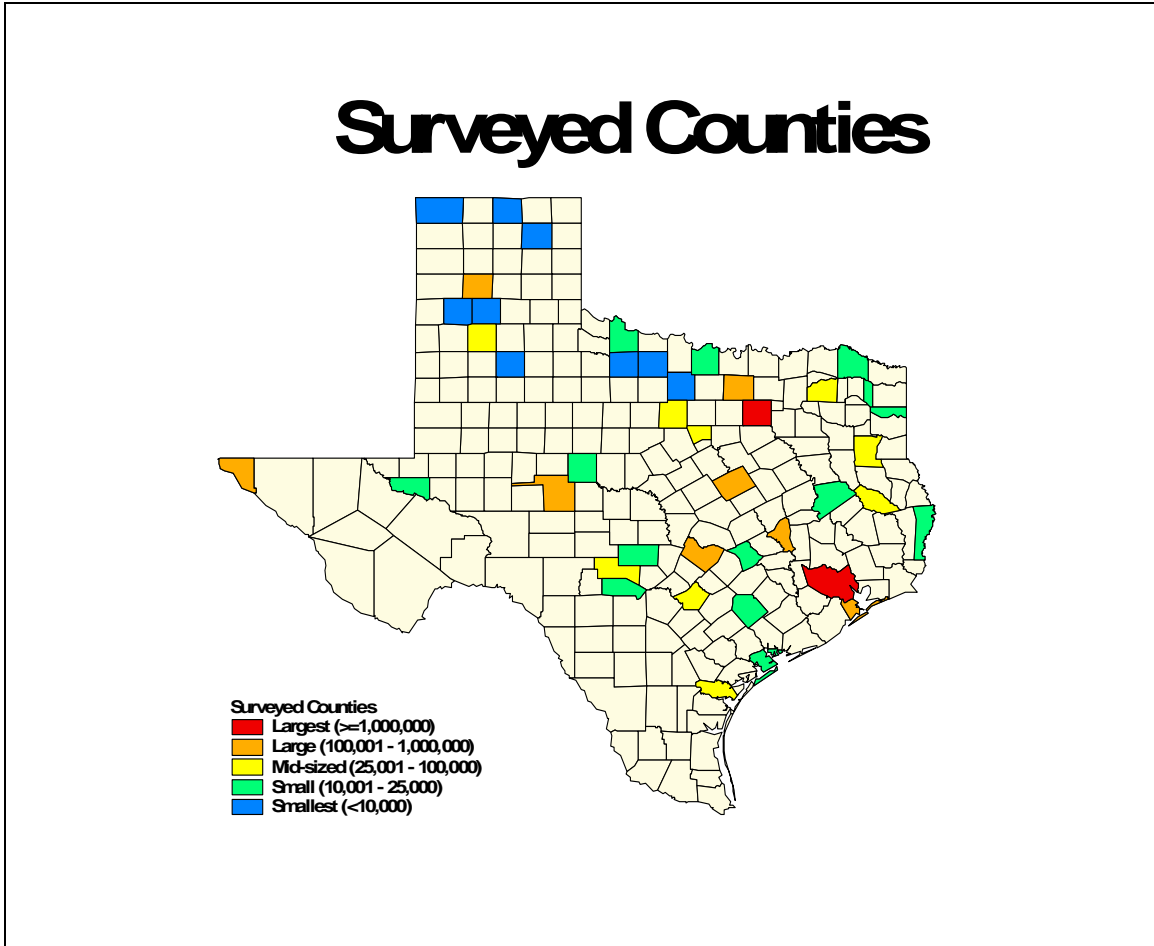 Surveyed Counties
Surveyed Counties
Largest (>=1,000,000)
Large (100,001 - 1,000,000)
Mid-sized (25,001 - 100,000)
Small (10,001 - 25,000)
Smallest (<10,000)